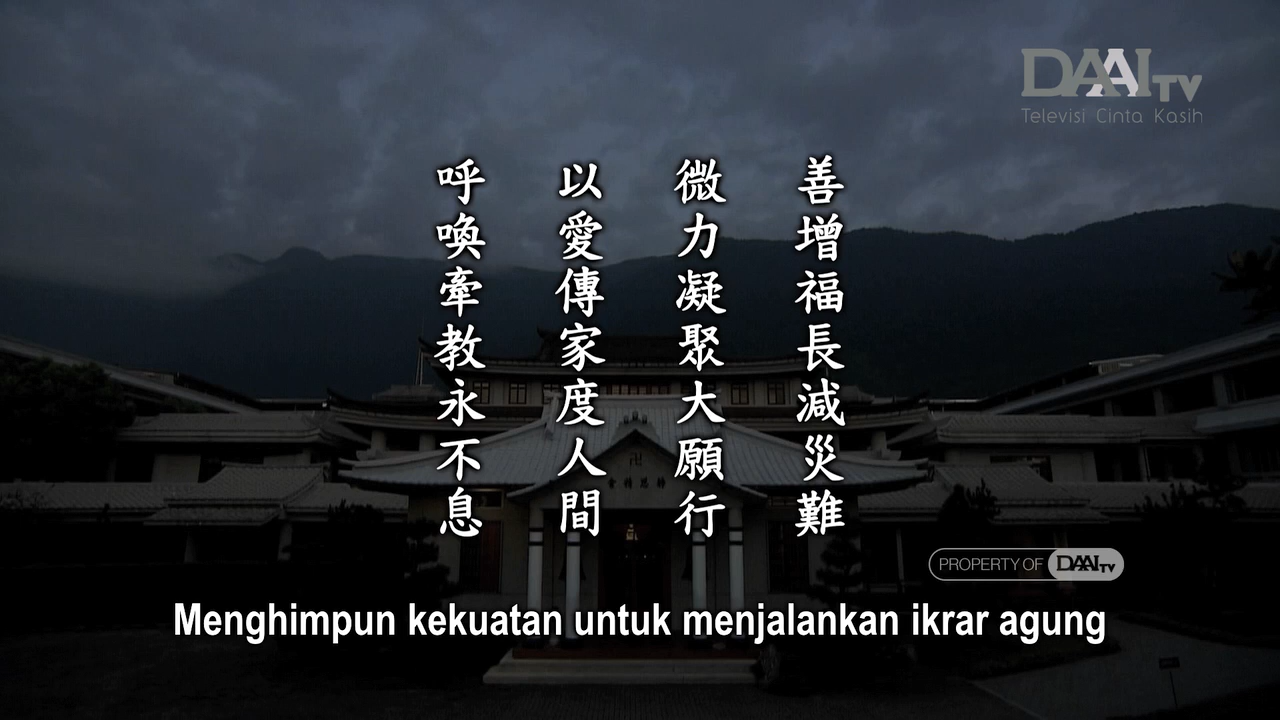 DAAI TV
Televisi Cinta Kasih
善增福長減災難
微力凝聚大願行
以愛傳家度人間
呼喚牽教永不息
PROPERTY OF DAAI TV
Menghimpun kekuatan untuk menjalankan ikrar agung